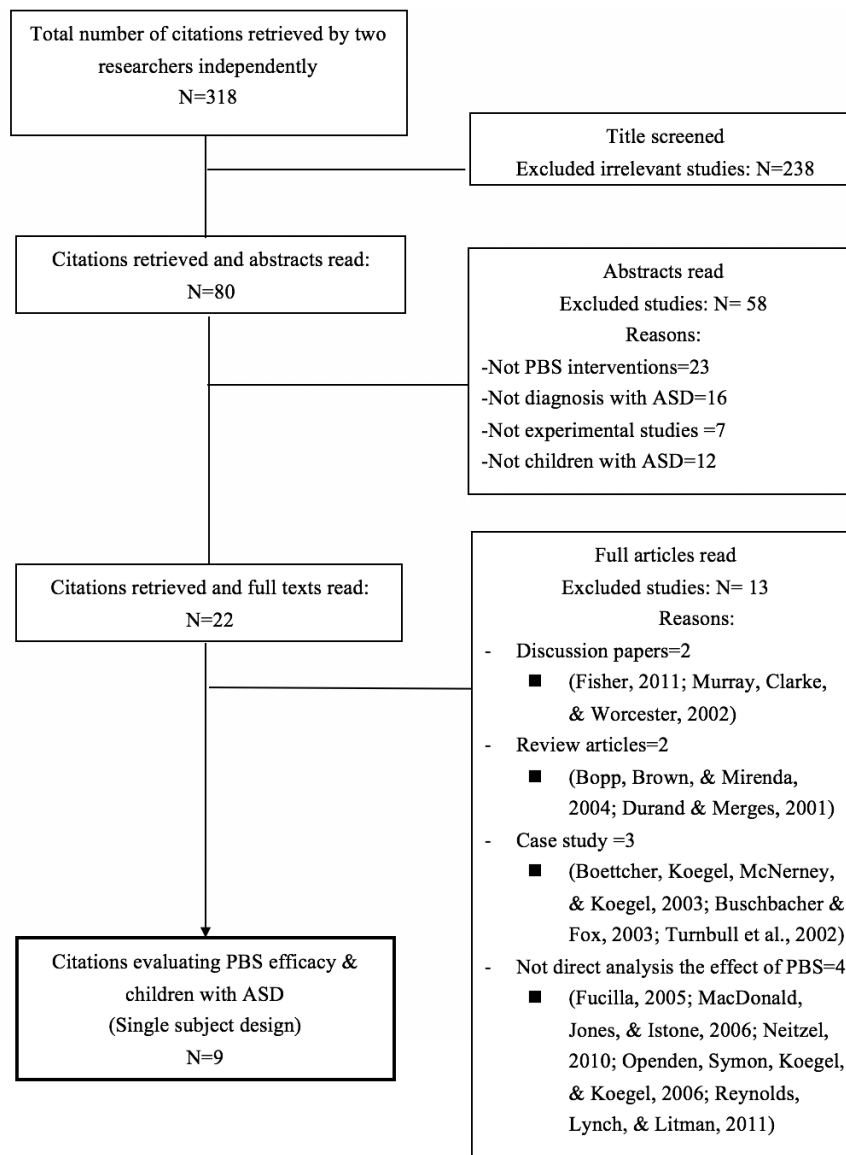 Total number of citations retrieved by two
researchers independently
N=318
Title screened
Excluded irrelevant studies: N=238
Citations retrieved and abstracts read:
N=80
Abstracts read
Excluded studies: N= 58
Reasons:
-Not PBS interventions=23
-Not diagnosis with ASD=16
-Not experimental studies =7
-Not children with ASD=12
Citations retrieved and full texts read:
N=22
Full articles read
Excluded studies: N= 13
Reasons:
- Discussion papers=2
■ (Fisher, 2011; Murray, Clarke,
& Worcester, 2002)
- Review articles=2
■ (Bopp, Brown, & Mirenda,
2004; Durand & Merges, 2001)
- Case study =3
■ (Boettcher, Koegel, McNerney,
& Koegel, 2003; Buschbacher &
Fox, 2003; Turnbull et al., 2002)
- Not direct analysis the effect of PBS=4
■ (Fucilla, 2005; MacDonald,
Jones, & Istone, 2006; Neitzel,
2010; Openden, Symon, Koegel,
& Koegel, 2006; Reynolds,
Lynch, & Litman, 2011)
Citations evaluating PBS efficacy &
children with ASD
(Single subject design)
N=9